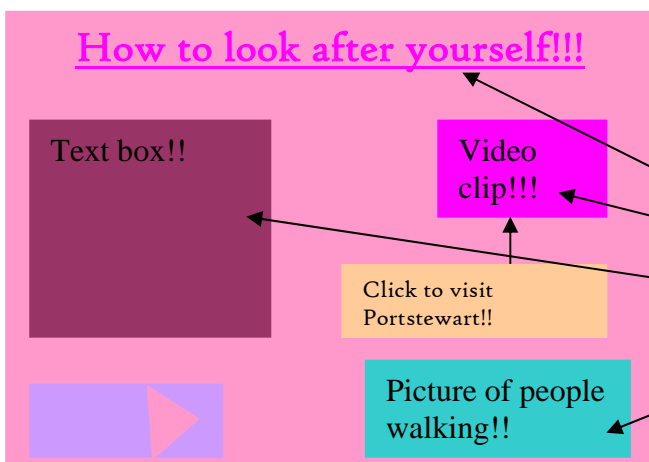 How to look after yourself!!!
Text box!!
Video
clip!!!
Click to visit
Portstewart!!
Picture of people
walking!!